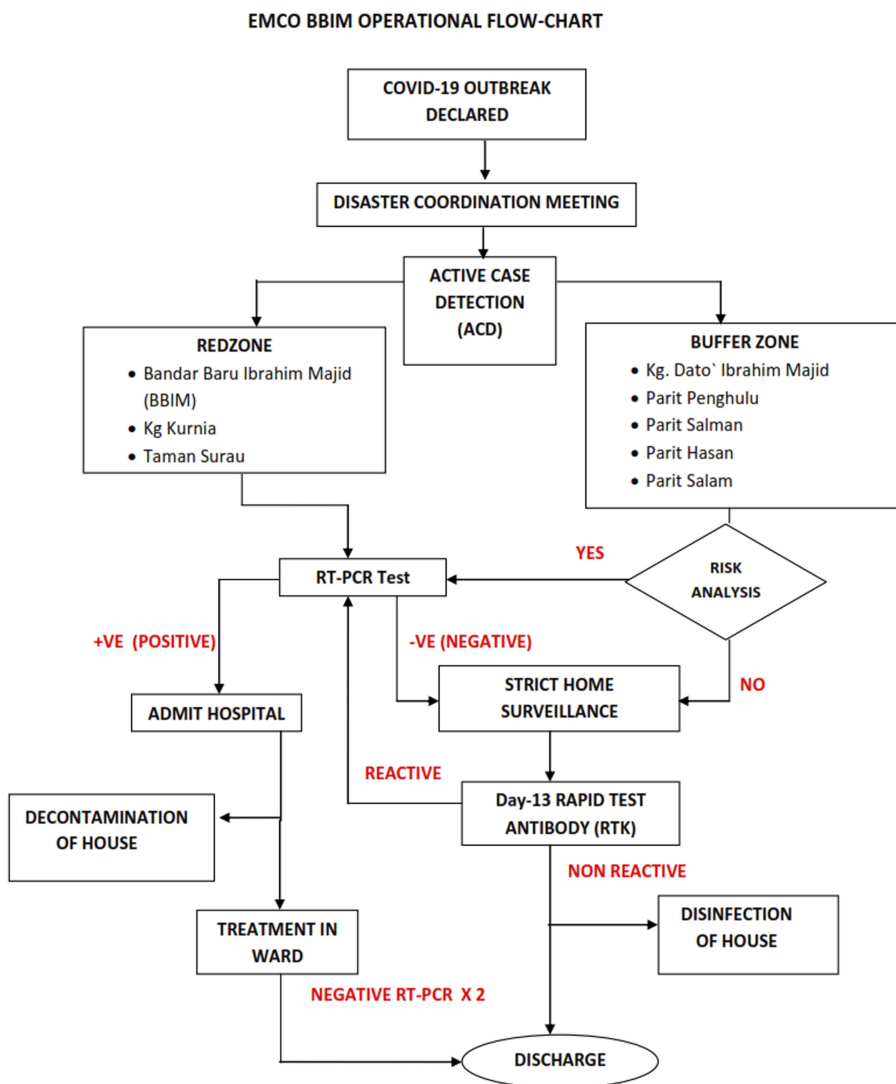 EMCO BBIM OPERATIONAL FLOW-CHART
COVID-19 OUTBREAK
DECLARED
DISASTER COORDINATION MEETING
ACTIVE CASE
DETECTION
(ACD)
REDZONE
• Bandar Baru Ibrahim Majid
(BBIM)
• Kg Kurnia
• Taman Surau
BUFFER ZONE
• Kg. Dato` Ibrahim Majid
• Parit Penghulu
• Parit Salman
• Parit Hasan
• Parit Salam
YES
RISK
ANALYSIS
RT-PCR Test
+VE (POSITIVE)
-VE (NEGATIVE)
NO
STRICT HOME
SURVEILLANCE
ADMIT HOSPITAL
REACTIVE
Day-13 RAPID TEST
ANTIBODY (RTK)
DECONTAMINATION
OF HOUSE
NON REACTIVE
DISINFECTION
OF HOUSE
TREATMENT IN
WARD
NEGATIVE RT-PCR X 2
DISCHARGE